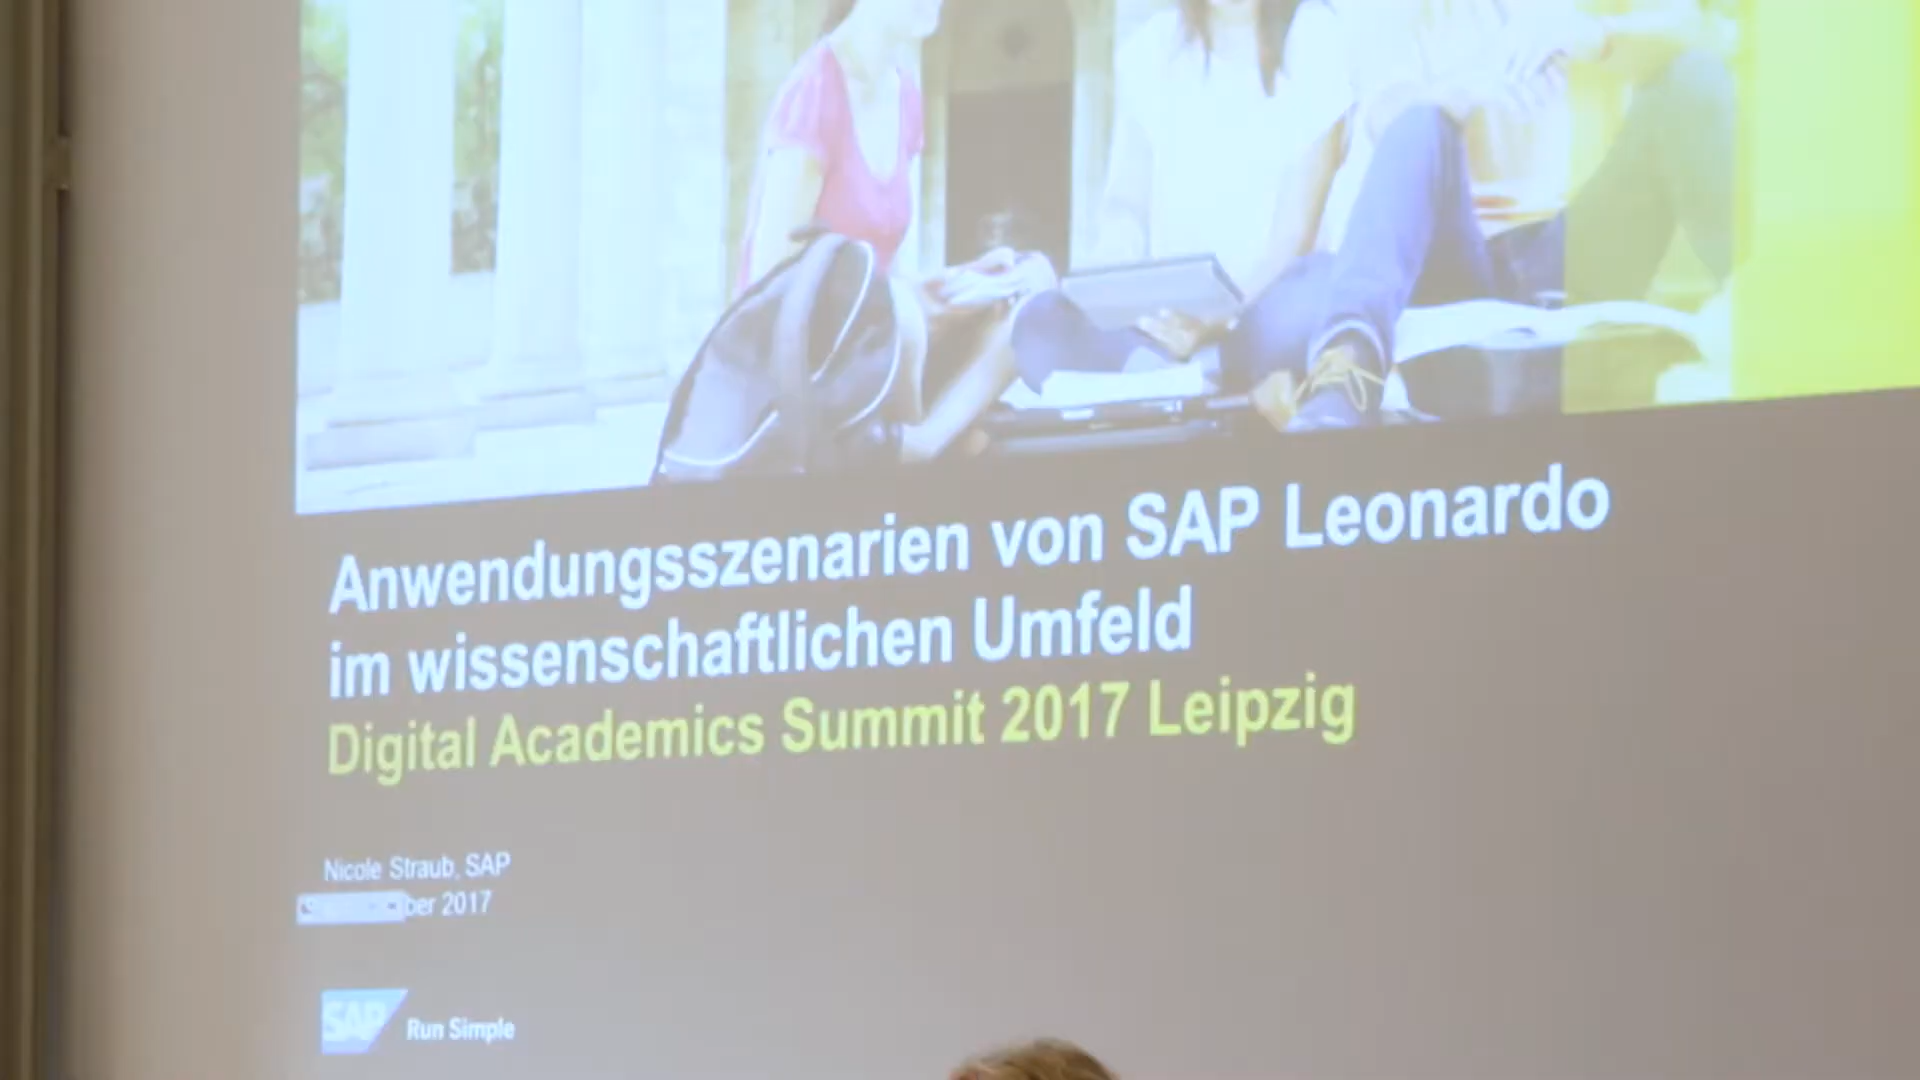 Anwendungsszenarien von SAP Leonardo
im wissenschaftlichen Umfeld
Digital Academics Summit 2017 Leipzig
Nicole Straub, SAP
2017
SAP Run Simple